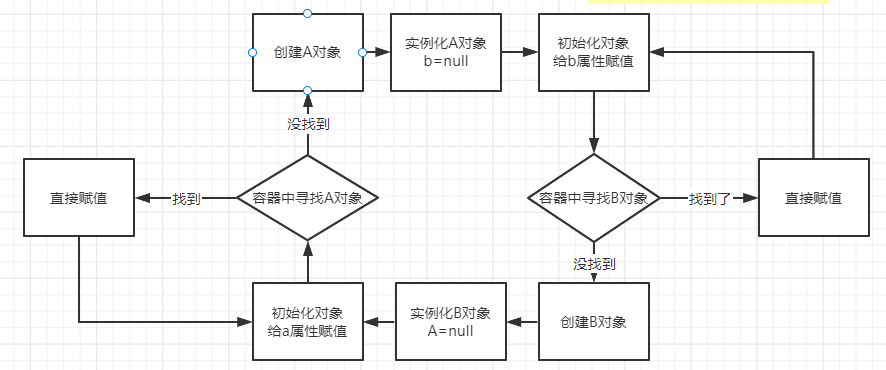 创建A对象
实例化A对象
b=null
初始化对象
给b属性赋值
没找到
直接赋值
找到
容器中寻找A对象
容器中寻找B对象
找到了
直接赋值
没找到
初始化对象
给a属性赋值
实例化B对象
A=null
创建B对象